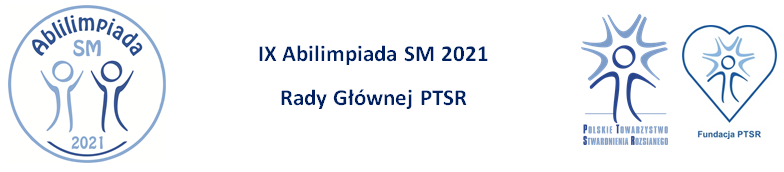 Abilimpiada
SM
2021
IX Abilimpiada SM 2021
Rady Głównej PTSR
POLSKIE TOWARZYSTWO
STWARDNIENIA ROZSIANEGO
Fundacja PTSR